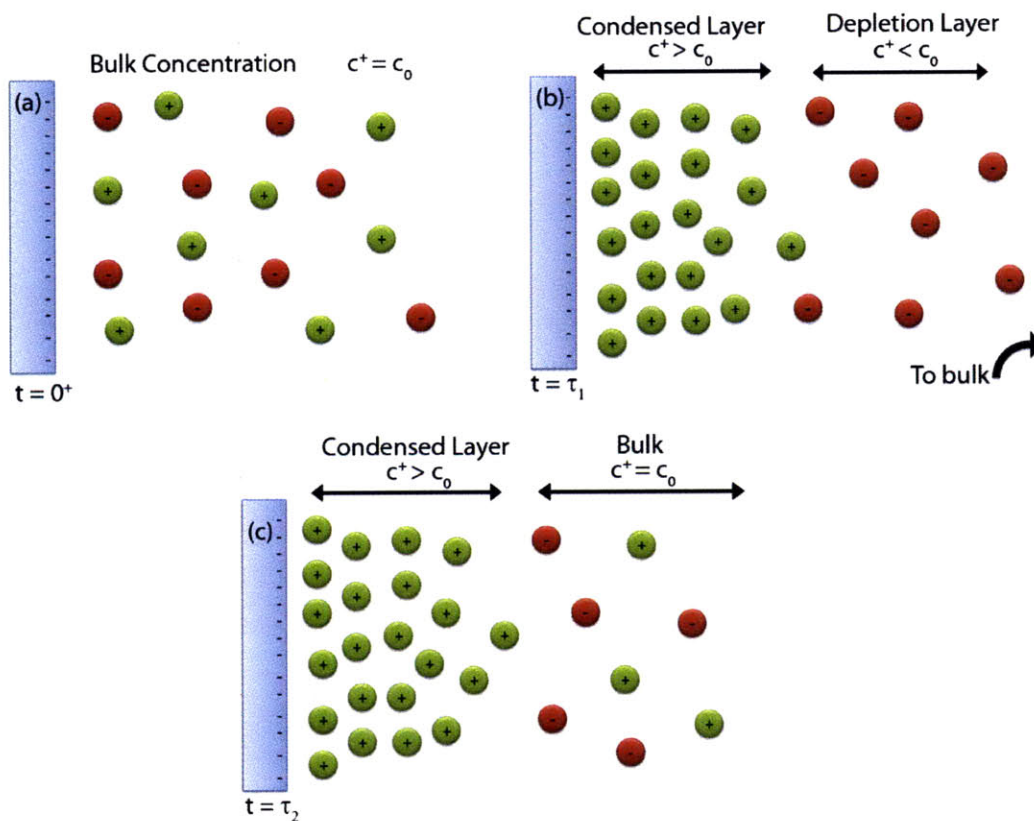 Bulk Concentration c⁺ = c₀
(a)
t = 0⁺
Condensed Layer
c⁺ > c₀
Depletion Layer
c⁺ < c₀
(b)
To bulk
t = τ₁
Condensed Layer
c⁺ > c₀
Bulk
c⁺ = c₀
(c)
t = τ₂